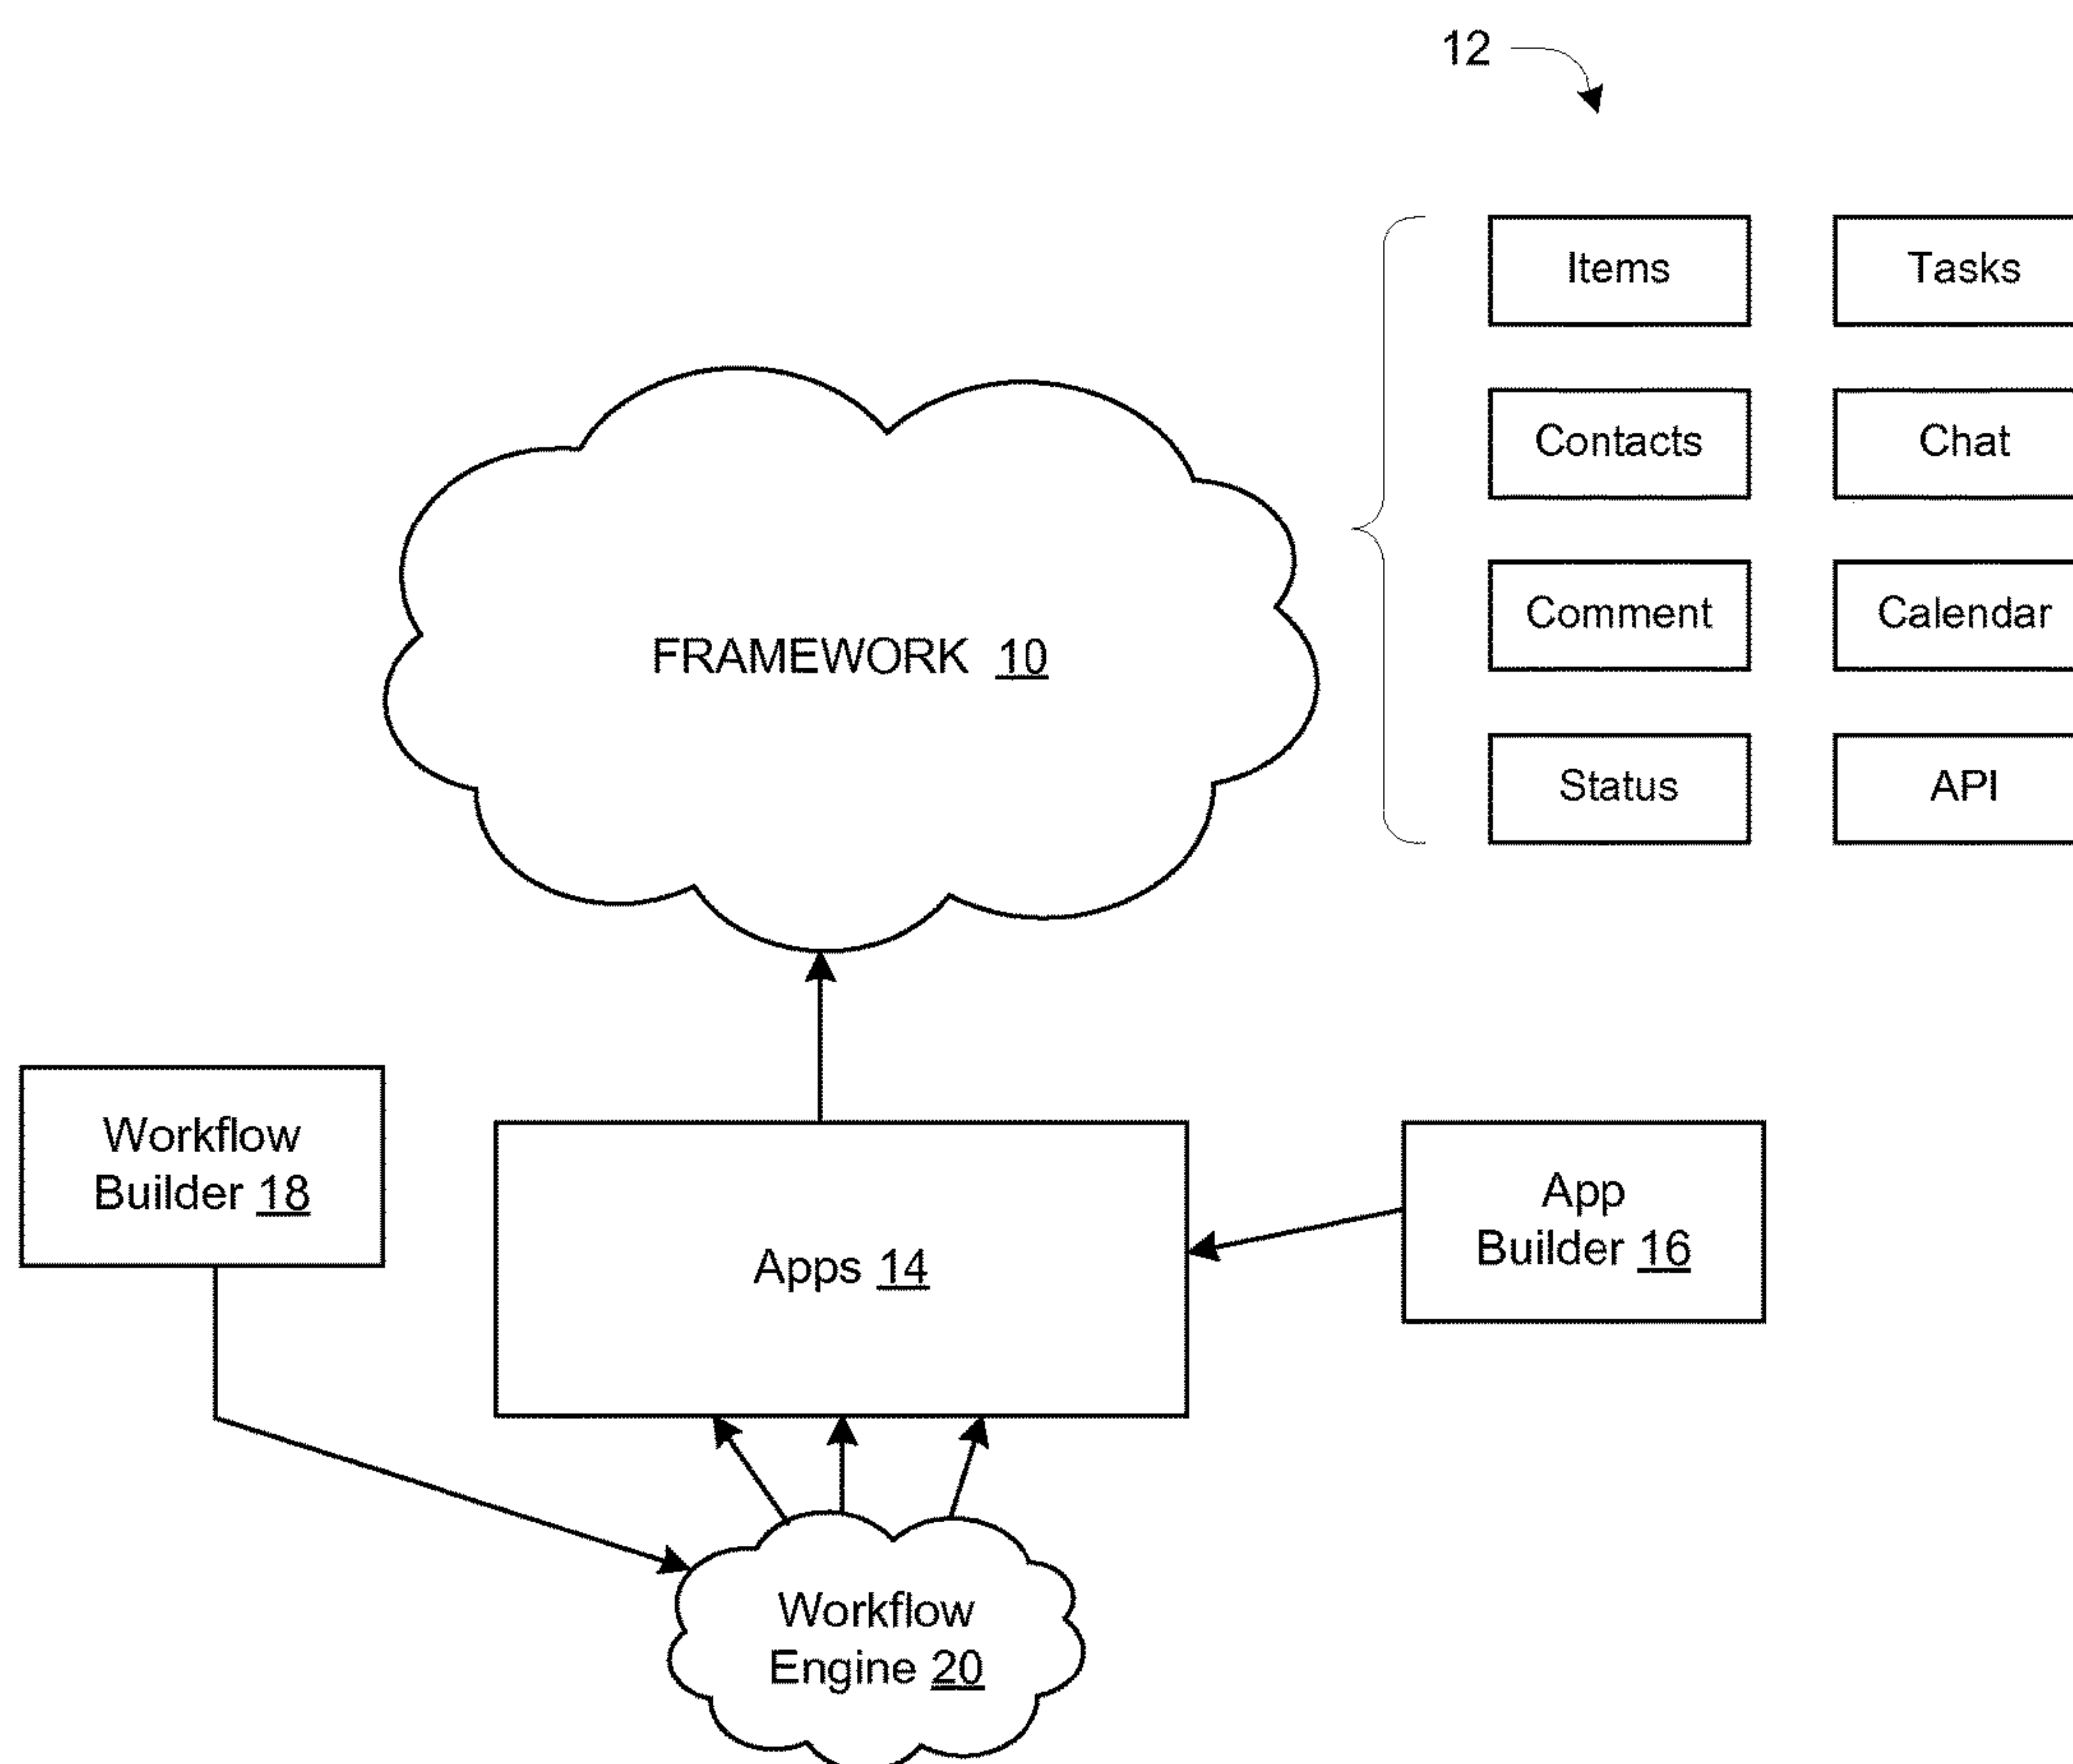 12
Items
Tasks
Contacts
Chat
FRAMEWORK 10
Comment
Calendar
Status
API
Workflow
Builder 18
Apps 14
App
Builder 16
Workflow
Engine 20